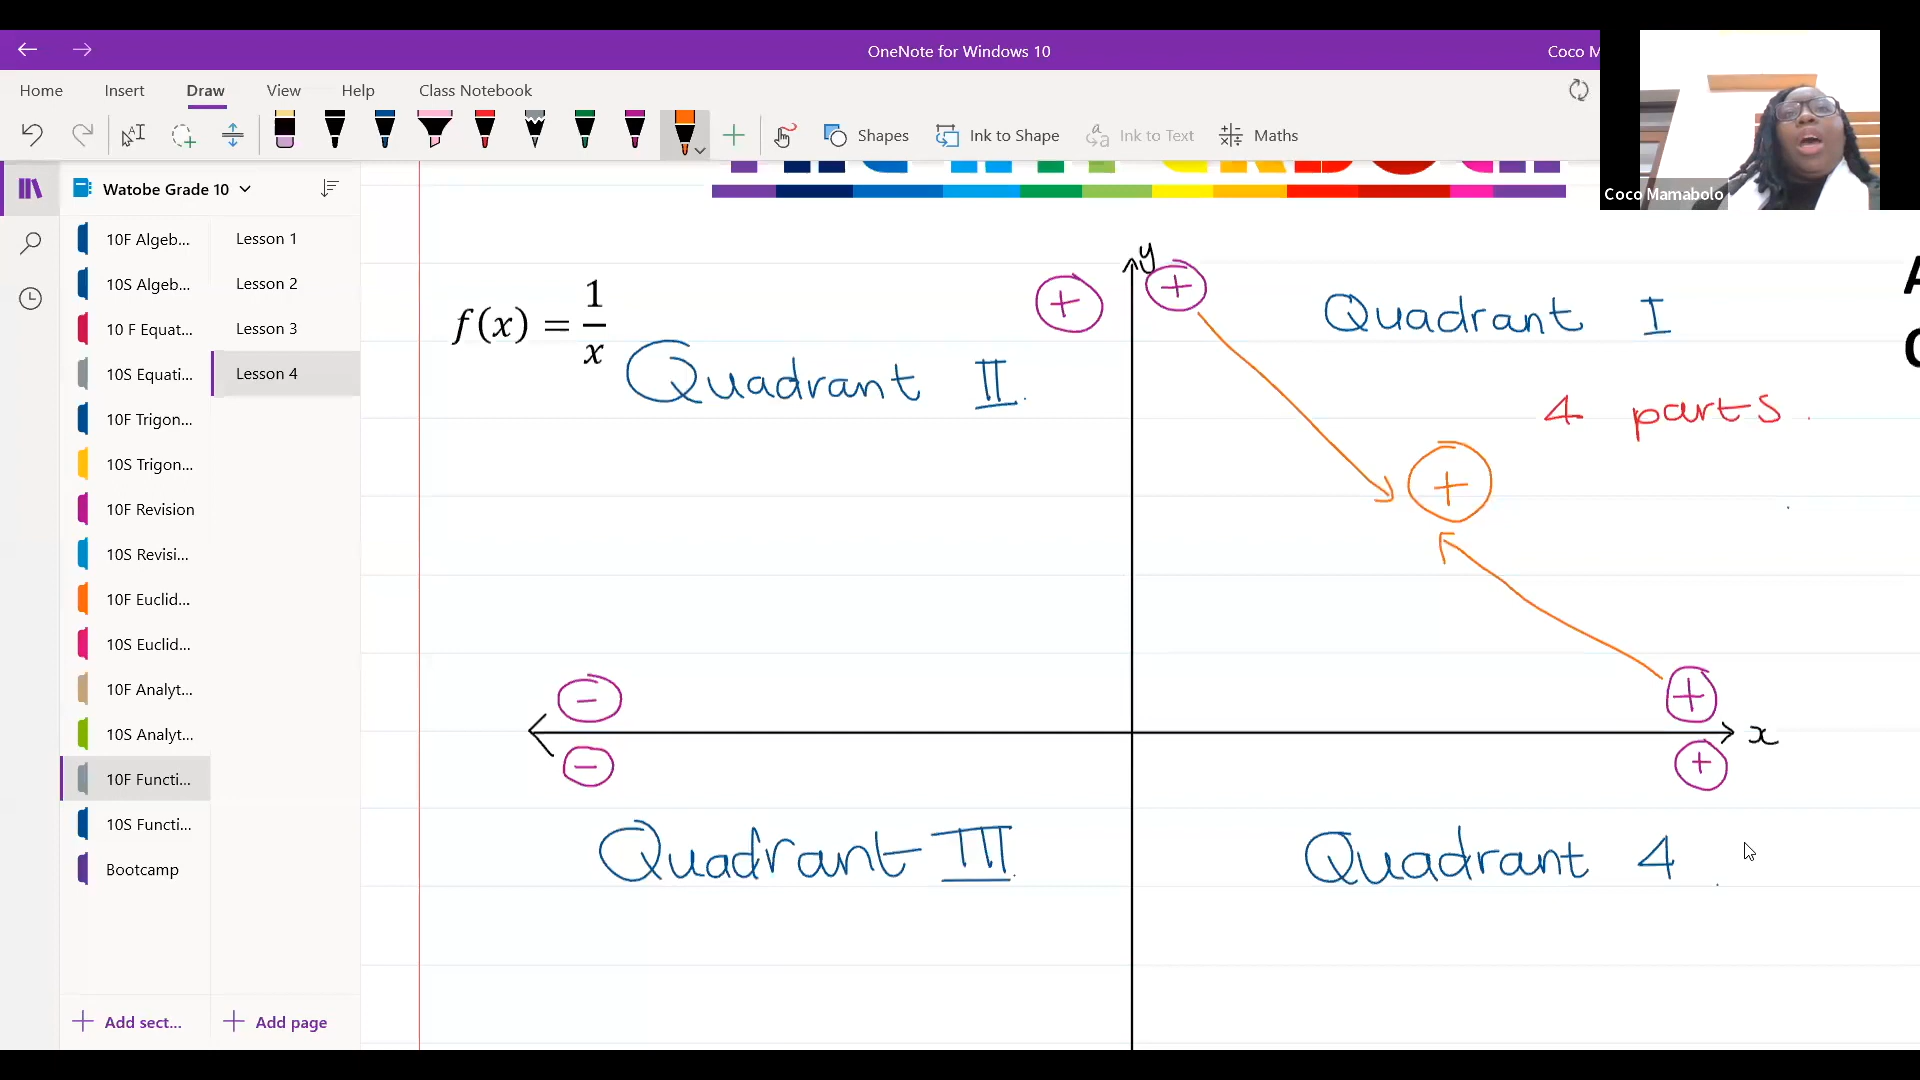 OneNote for Windows 10
Coco M
Home Insert Draw View Help Class Notebook
Shapes Ink to Shape Ink to Text Maths
Coco Mamabolo
Watobe Grade 10
10F Algeb...
10S Algeb...
10 F Equat...
10S Equati...
10F Trigon...
10S Trigon...
10F Revision
10S Revisi...
10F Euclid...
10S Euclid...
10F Analyt...
10S Analyt...
10F Functi...
10S Functi...
Bootcamp
Add sect...
Lesson 1
Lesson 2
Lesson 3
Lesson 4
Add page
f(x) = 1/x
y
+ +
Quadrant I
Quadrant II.
4 parts.
+
- +
x
- +
Quadrant III.
Quadrant 4